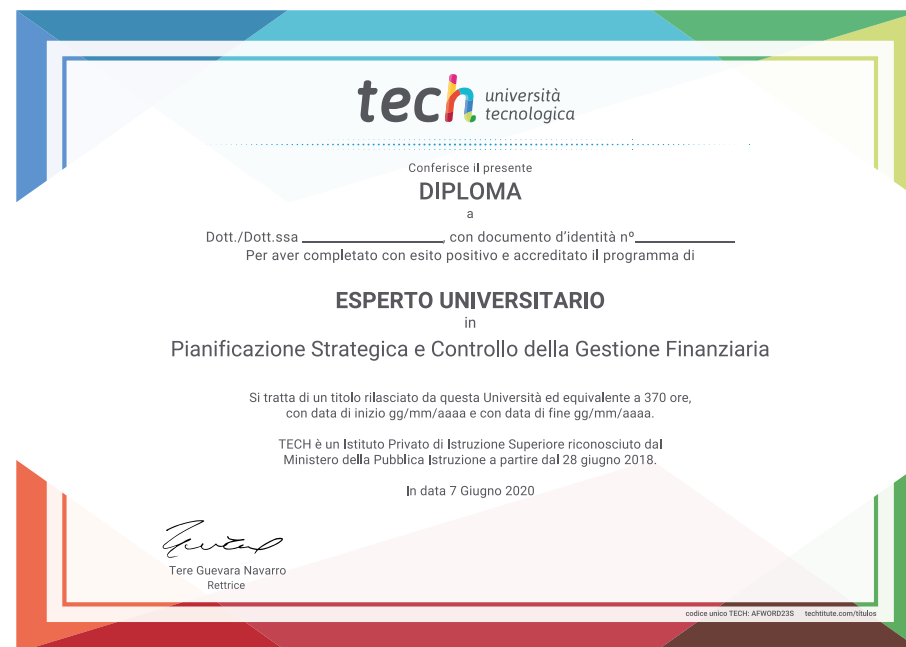 tech università
tecnologica
Conferisce il presente
DIPLOMA
a
Dott./Dott.ssa ______________, con documento d'identità nº__________
Per aver completato con esito positivo e accreditato il programma di
ESPERTO UNIVERSITARIO
in
Pianificazione Strategica e Controllo della Gestione Finanziaria
Si tratta di un titolo rilasciato da questa Università ed equivalente a 370 ore,
con data di inizio gg/mm/aaaa e con data di fine gg/mm/aaaa.
TECH è un Istituto Privato di Istruzione Superiore riconosciuto dal
Ministero della Pubblica Istruzione a partire dal 28 giugno 2018.
In data 7 Giugno 2020
Tere Guevara Navarro
Rettrice
codice unico TECH: AFWORD23S techtitute.com/títulos